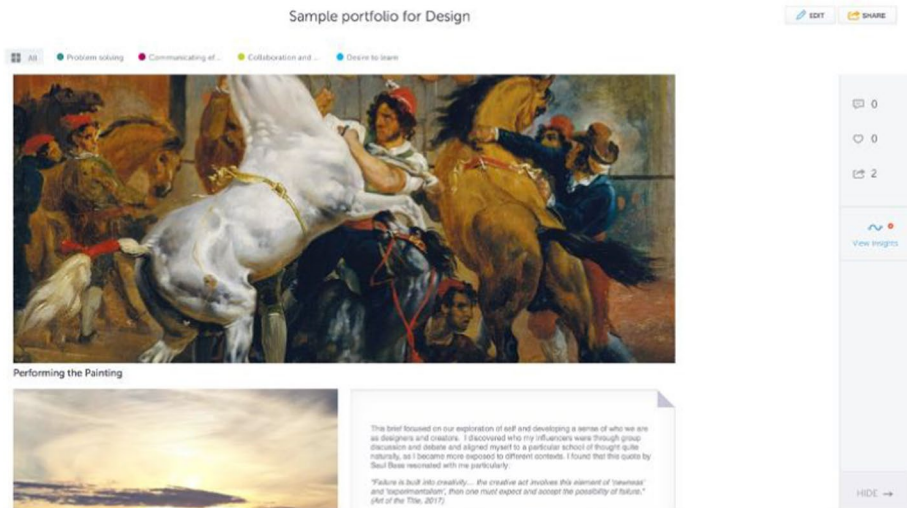 Sample portfolio for Design
EDIT
SHARE
All
Problem solving
Communicating ef...
Collaboration and ...
Desire to learn
0
0
2
View Insights
Performing the Painting
This brief focused on our exploration of self and developing a sense of who we are
as designers and creators. I discovered who my influencers were through group
discussion and debate and aligned myself to a particular school of thought quite
naturally, as I became more exposed to different contexts. I found that this quote by
Saul Bass resonated with me particularly:
"Failure is built into creativity... the creative act involves this element of 'newness'
and 'experimentalism', then one must expect and accept the possibility of failure."
(Art of the Title, 2017)
HIDE →